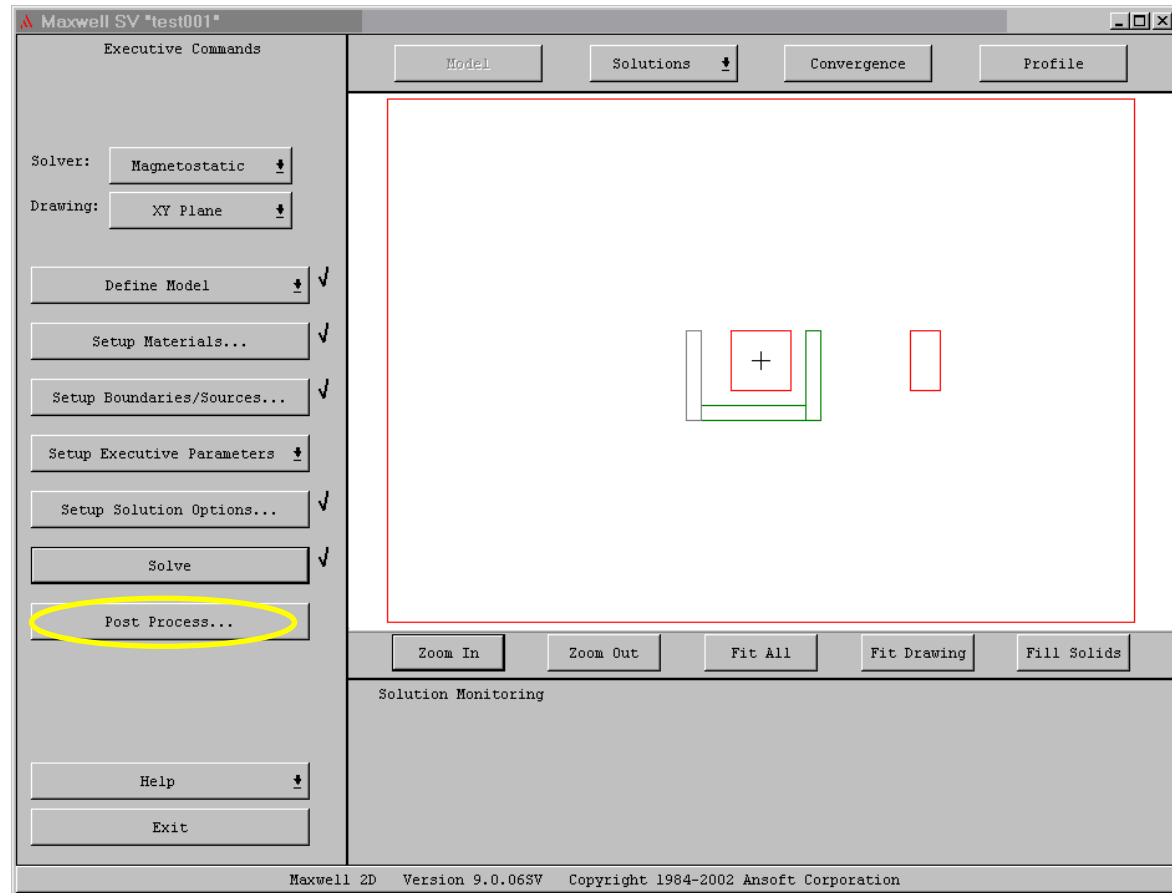 Maxwell SV "test001"
Executive Commands
Model
Solutions
Convergence
Profile
Solver:
Magnetostatic
Drawing:
XY Plane
Define Model
Setup Materials...
Setup Boundaries/Sources...
Setup Executive Parameters
Setup Solution Options...
Solve
Post Process...
Zoom In
Zoom Out
Fit All
Fit Drawing
Fill Solids
Solution Monitoring
Help
Exit
Maxwell 2D Version 9.0.06SV Copyright 1984-2002 Ansoft Corporation